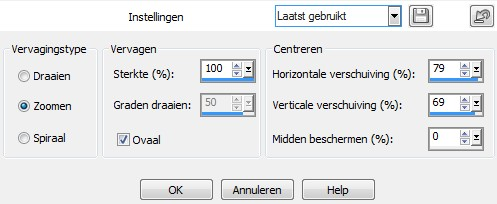 Instellingen Laatst gebruikt
Vervagingstype Vervagen Centreren
Draaien Sterkte (%): 100 Horizontale verschuiving (%): 79
Zoomen Graden draaien: 50 Verticale verschuiving (%): 69
Spiraal Ovaal Midden beschermen (%): 0
OK Annuleren Help